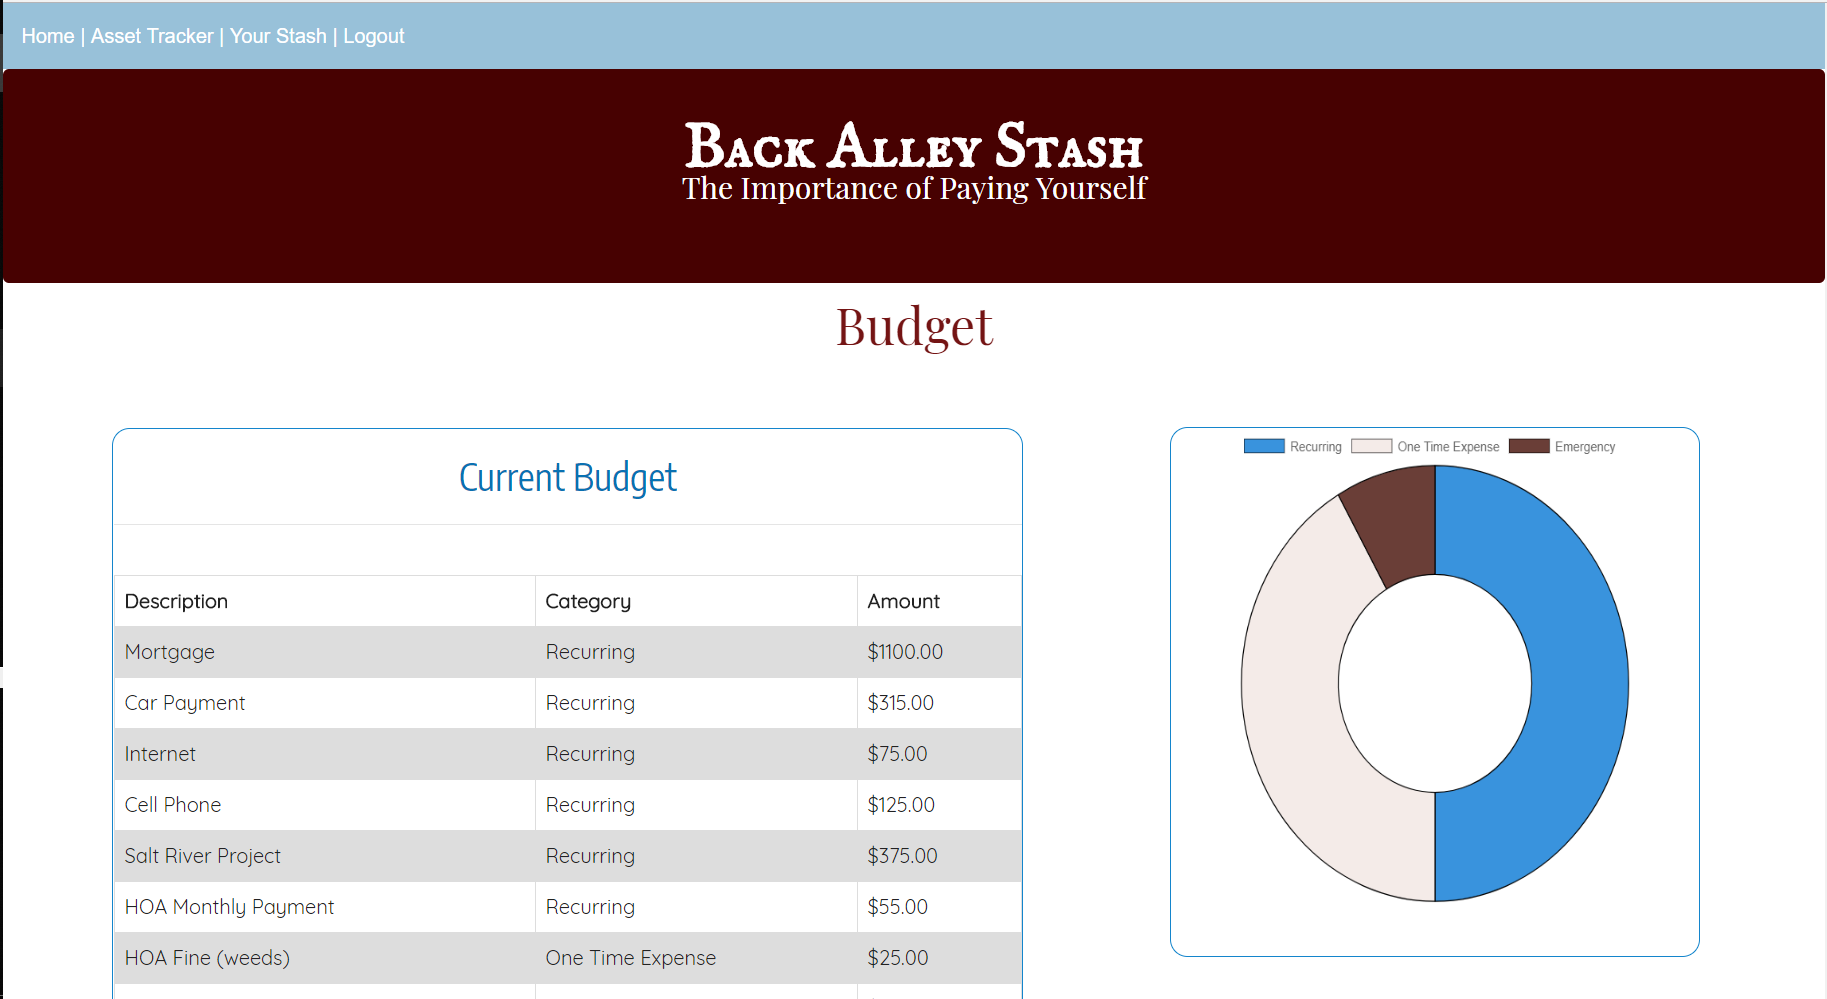 Home | Asset Tracker | Your Stash | Logout
Back Alley Stash
The Importance of Paying Yourself
Budget
Current Budget
Description Category Amount
Mortgage Recurring $1100.00
Car Payment Recurring $315.00
Internet Recurring $75.00
Cell Phone Recurring $125.00
Salt River Project Recurring $375.00
HOA Monthly Payment Recurring $55.00
HOA Fine (weeds) One Time Expense $25.00
Recurring One Time Expense Emergency